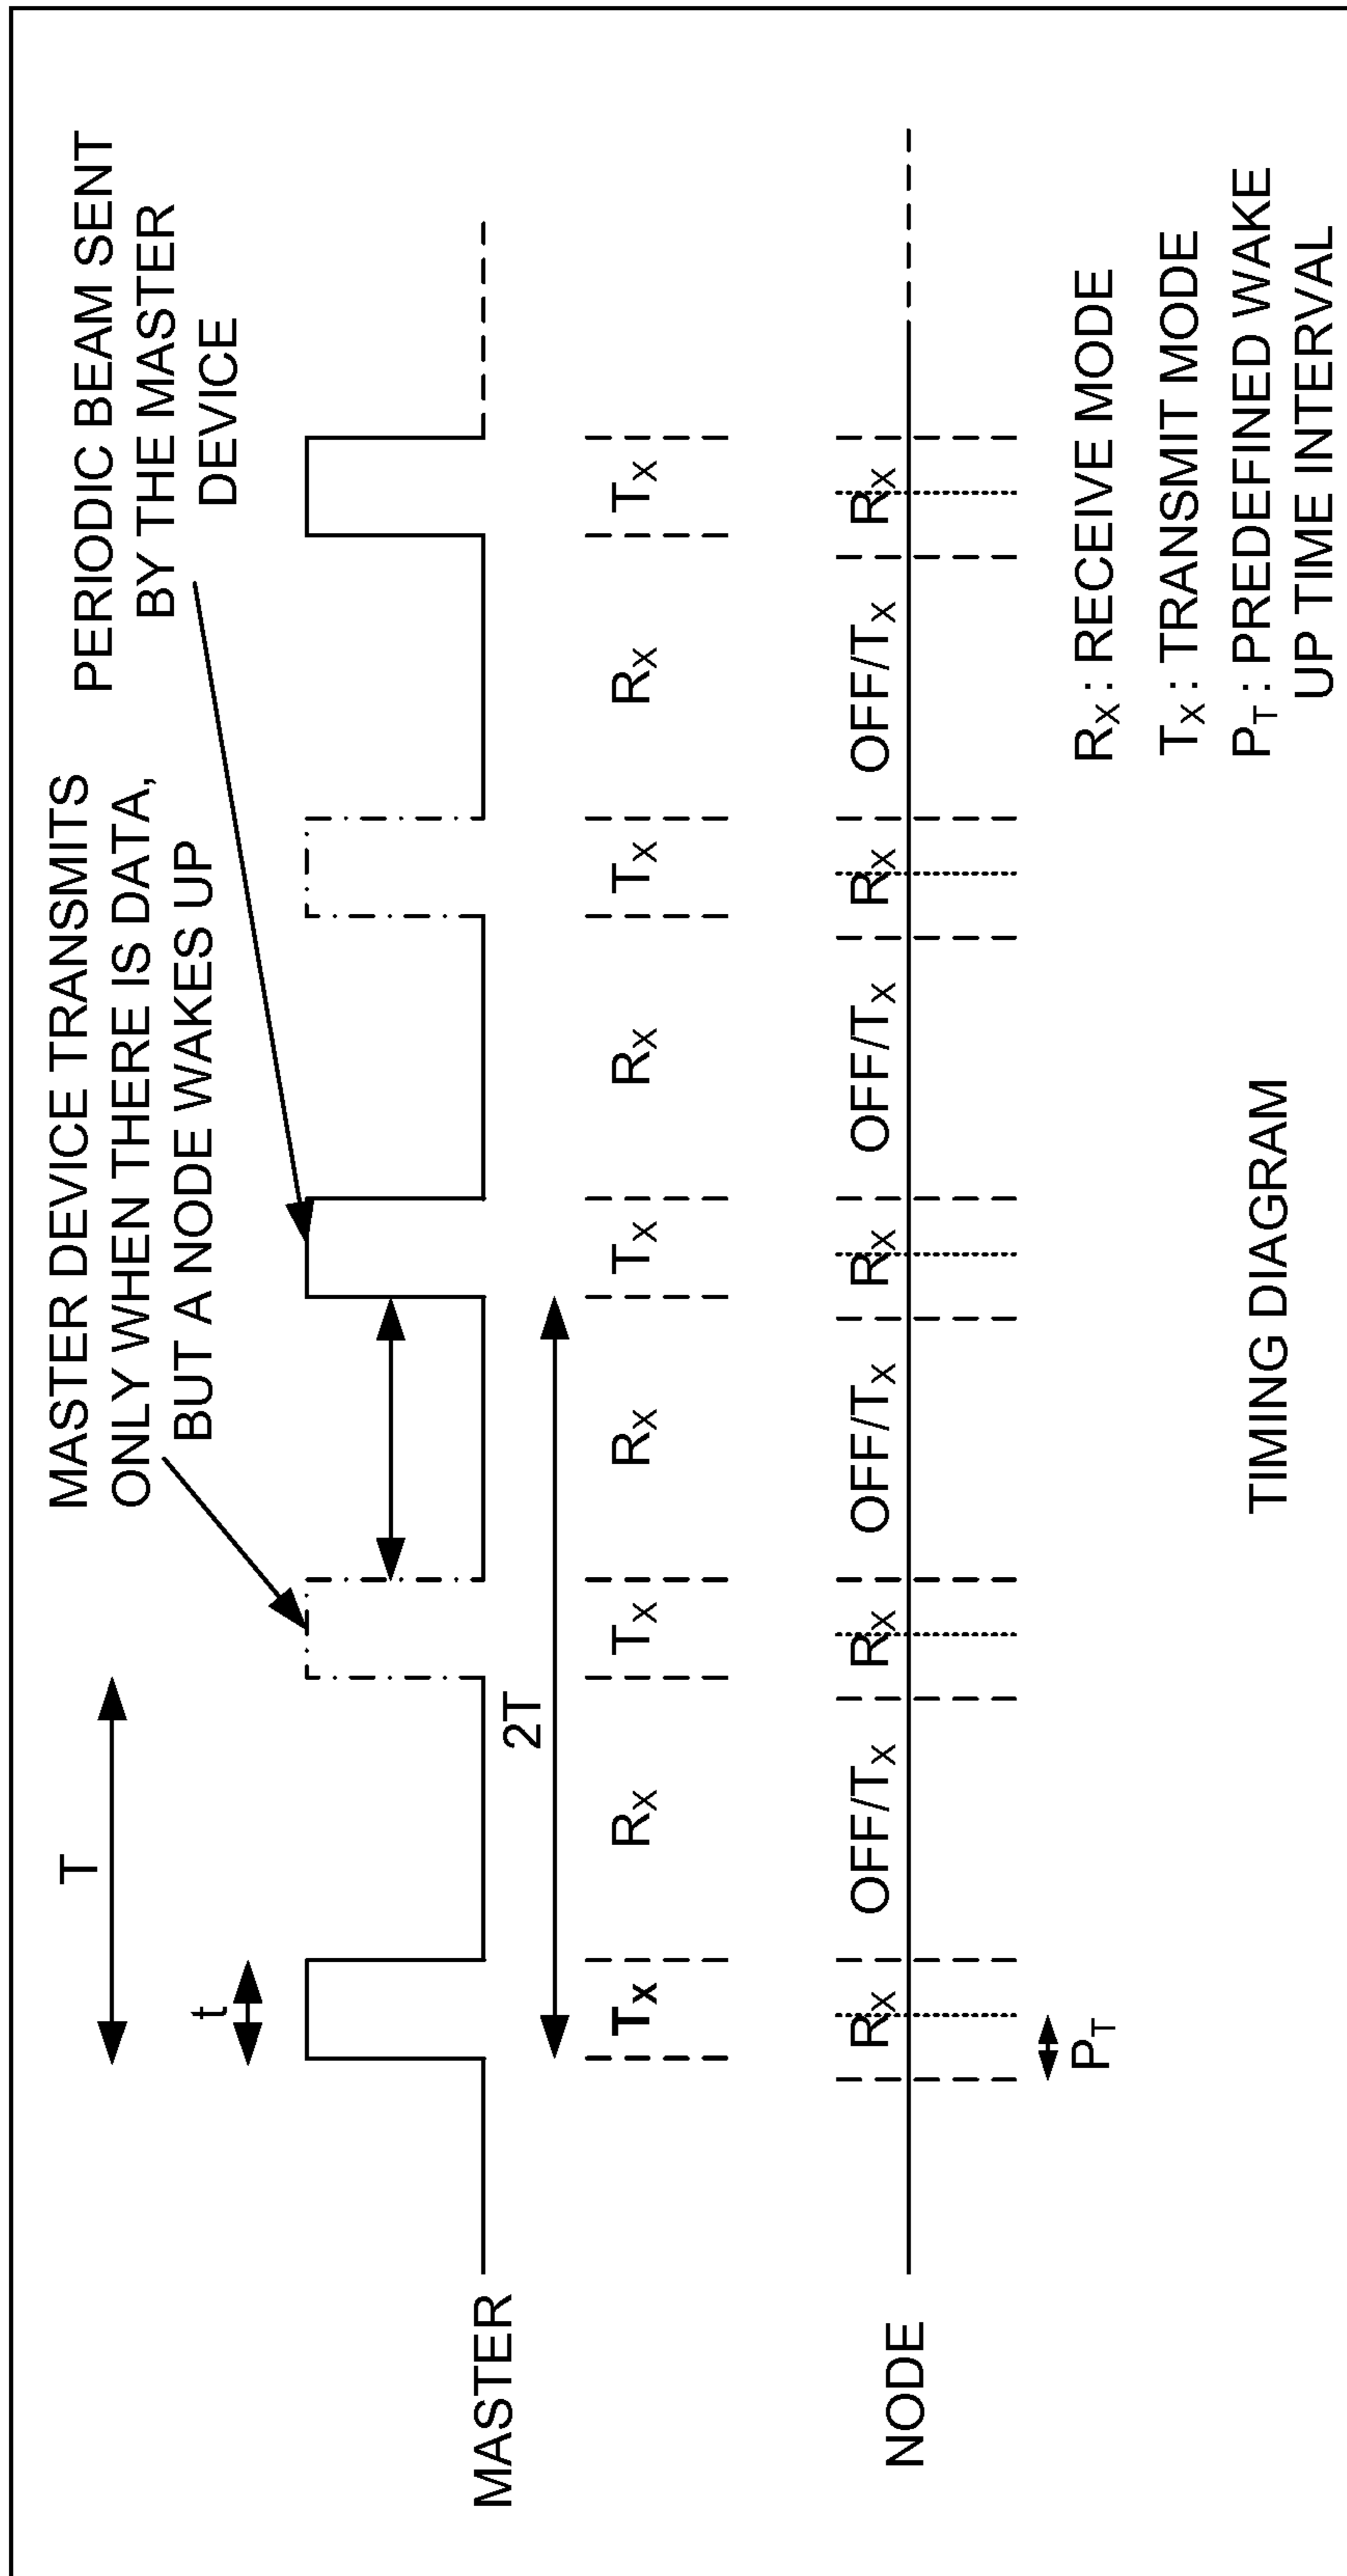 MASTER DEVICE TRANSMITS
ONLY WHEN THERE IS DATA,
BUT A NODE WAKES UP
PERIODIC BEAM SENT
BY THE MASTER
DEVICE
T
t
2T
MASTER
Tx Rx Tx Rx Tx Rx Tx Rx Tx
NODE
Rx OFF/Tx Rx OFF/Tx Rx OFF/Tx Rx OFF/Tx Rx
PT
RX : RECEIVE MODE
TX : TRANSMIT MODE
PT : PREDEFINED WAKE
UP TIME INTERVAL
TIMING DIAGRAM